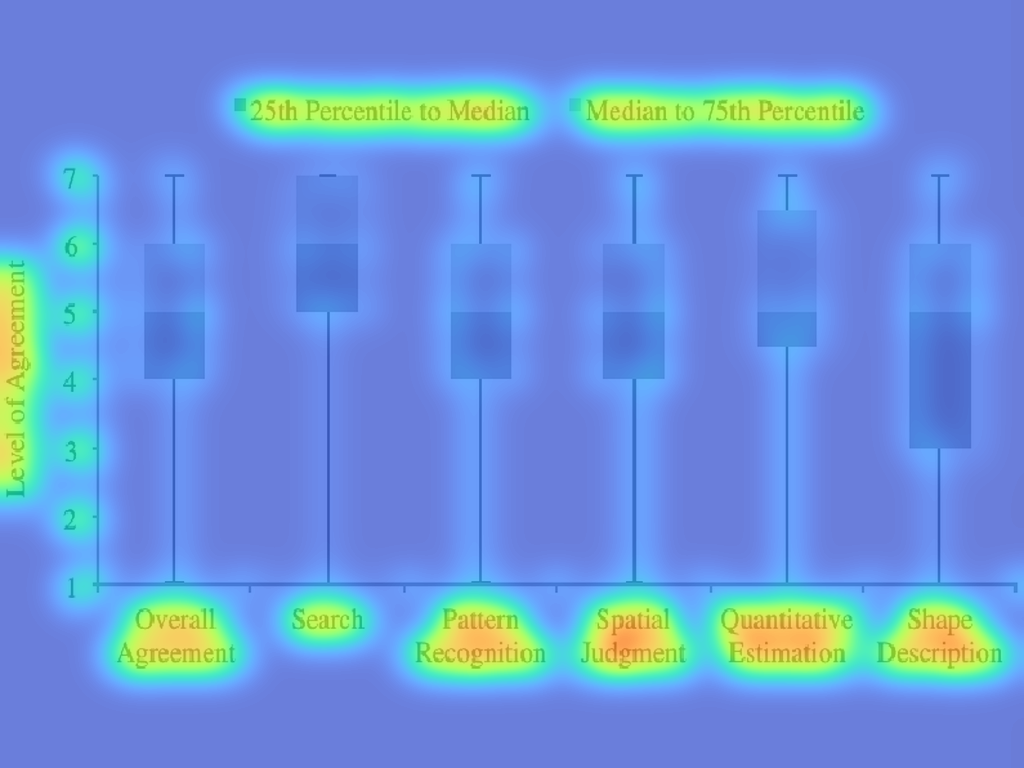 25th Percentile to Median
Median to 75th Percentile
Level of Agreement
7
6
5
4
3
2
1
Overall
Agreement
Search
Pattern
Recognition
Spatial
Judgment
Quantitative
Estimation
Shape
Description